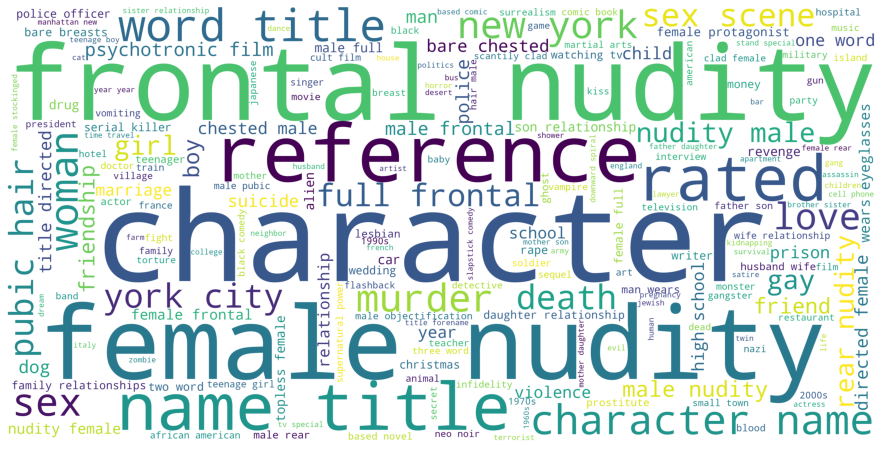 police officer
sister relationship
manhattan new
word title
man
based comic
surrealism
comic book
sex scene
hospital
teenage boy
bare breasts
dance
male full
black
new york
game
martial arts
music
female protagonist
stand special
psychotronic film
cult film
bare chested
scantily clad
watching tv
child
one word
cat
year year
house
politics
clad female
military
frontal nudity
female stockinged
drug
japanese
singer
movie
horror
breast
police
bus
hair male
desert
kiss
american
money
gun
island
party
bar
president
vomiting
serial killer
chested male
male frontal
son relationship
nudity male
time travel
girl
boy
reference
shower
father daughter
interview
revenge
female rear
pubic hair
woman
title directed
hotel
teenager
doctor
train
village
mother
husband
baby
artist
england
apartment
rated
gang
assassin
children
cell phone
wears eyeglasses
friendship
marriage
actor
france
suicide
male pubic
alien
full frontal
ghost
vampire
downward spiral
female full
lawyer
television
father son
brother sister
love
character
farm
fight
family
torture
college
black comedy
neighbor
lesbian
1990s
french
car
wedding
slapstick comedy
school
rape
mother son
army
soldier
sequel
art
writer
wife relationship
kidnapping
survival
husband wife
film
prison
satire
dream
band
york city
flashback
murder
death
detective
man wears
pregnancy
jewish
monster
gangster
gay
friend
female frontal
relationship
supernatural power
male objectification
title forename
daughter relationship
year
teacher
three word
high school
restaurant
rear nudity
directed female
italy
zombie
female nudity
human
dead
evil
twin
nazi
life
dog
family relationships
two word
teenage girl
topless female
christmas
animal
infidelity
mother daughter
violence
male nudity
1970s
prostitute
small town
2000s
actress
sex
name title
secret
1960s
character name
blood
nudity female
african american
male rear
tv special
based novel
neo noir
terrorist